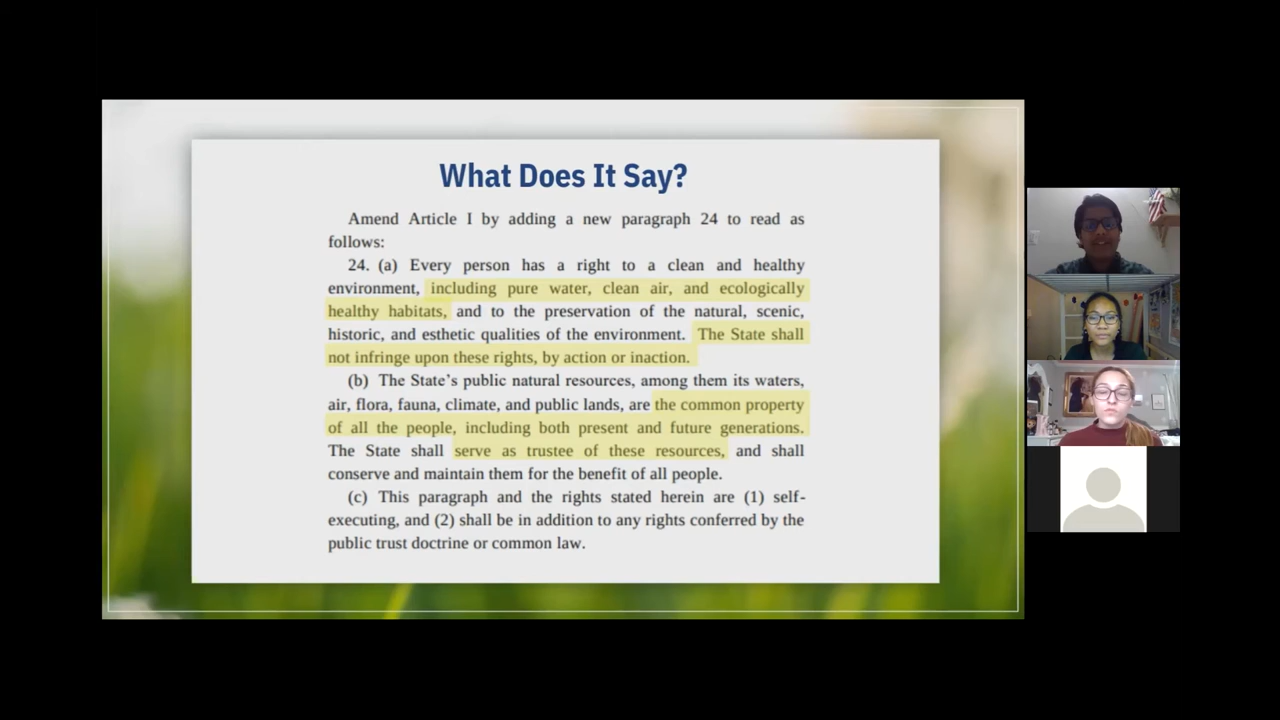 What Does It Say?
Amend Article I by adding a new paragraph 24 to read as
follows:
24. (a) Every person has a right to a clean and healthy
environment, including pure water, clean air, and ecologically
healthy habitats, and to the preservation of the natural, scenic,
historic, and esthetic qualities of the environment. The State shall
not infringe upon these rights, by action or inaction.
(b) The State's public natural resources, among them its waters,
air, flora, fauna, climate, and public lands, are the common property
of all the people, including both present and future generations.
The State shall serve as trustee of these resources, and shall
conserve and maintain them for the benefit of all people.
(c) This paragraph and the rights stated herein are (1) self-
executing, and (2) shall be in addition to any rights conferred by the
public trust doctrine or common law.